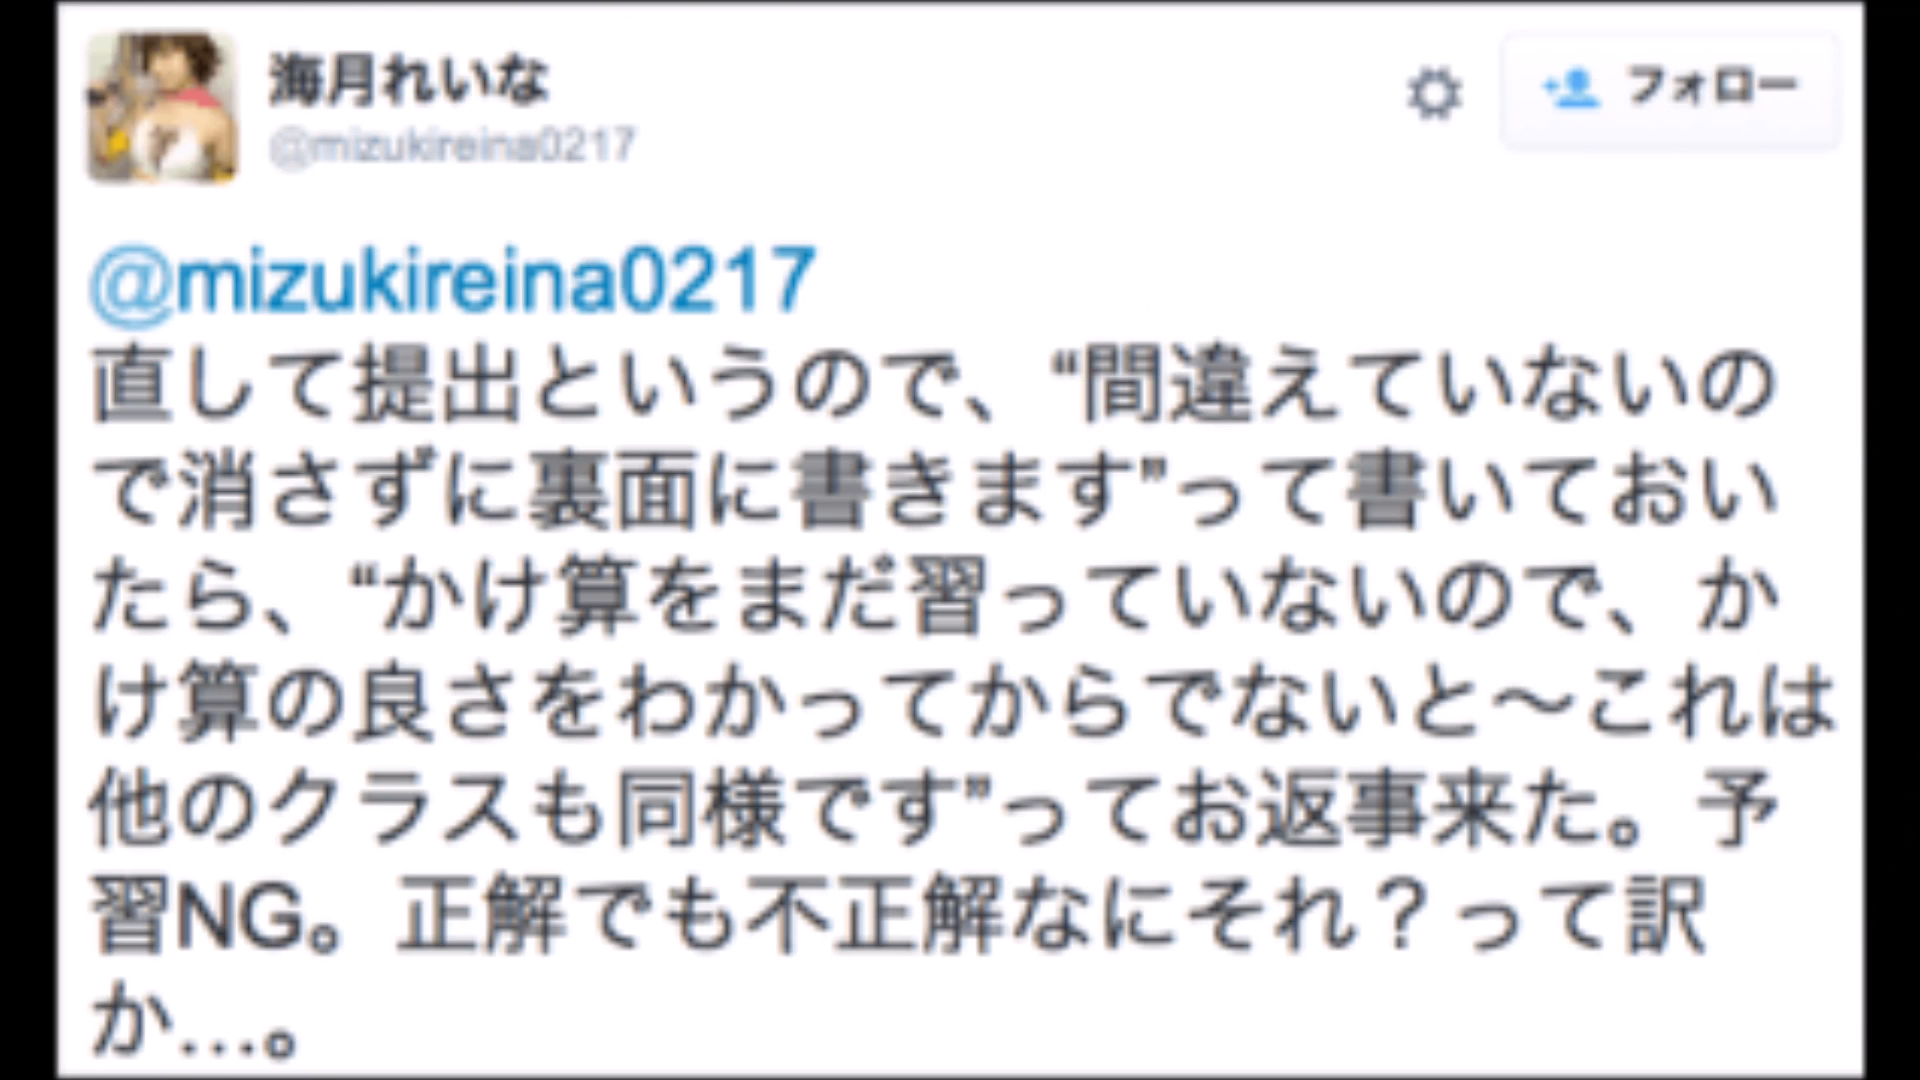 海月れいな
@mizukireina0217
フォロー
@mizukireina0217
直して提出というので、“間違えていないの
で消さずに裏面に書きます”って書いておい
たら、“かけ算をまだ習っていないので、か
け算の良さをわかってからでないと〜これは
他のクラスも同様です”ってお返事来た。予
習NG。正解でも不正解なにそれ？って訳
か…。